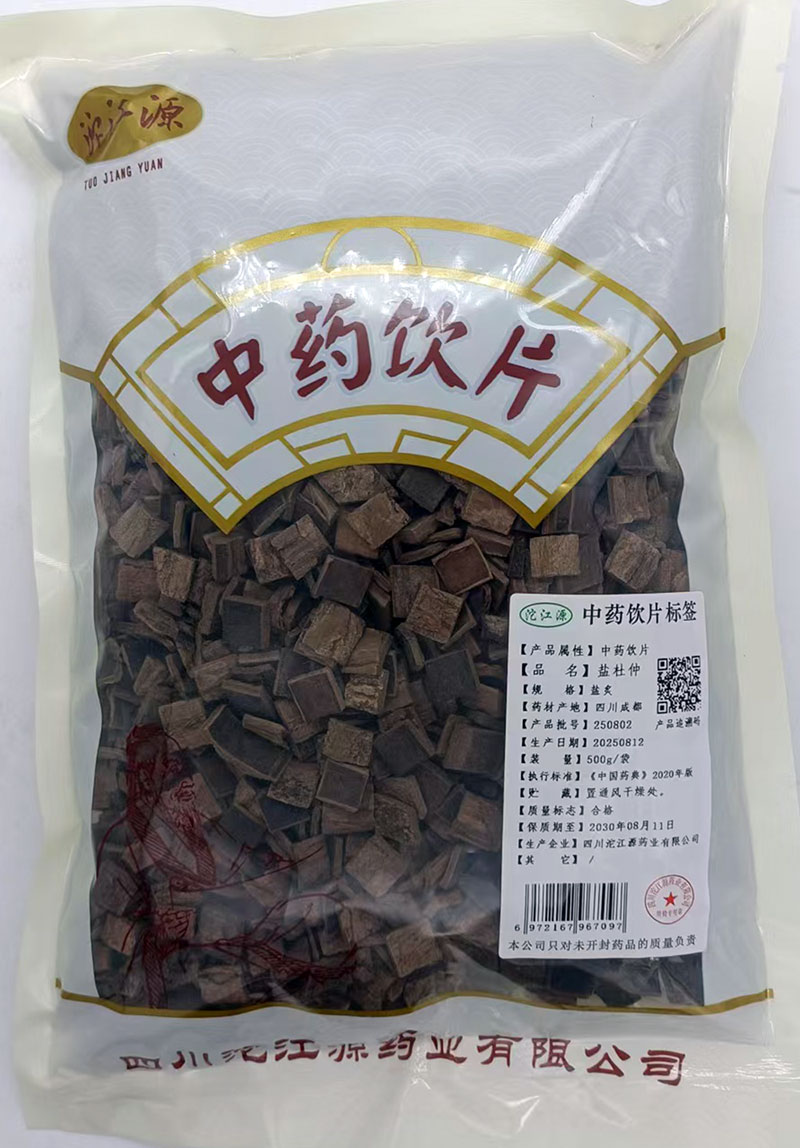 沱江源
TUO JIANG YUAN
中药饮片
沱江源 中药饮片标签
【产品属性】中药饮片
【品 名】盐杜仲
【规 格】盐炙
【药材产地】四川成都
【产品批号】250802
产品追溯码
【生产日期】20250812
【装 量】500g/袋
【执行标准】《中国药典》2020年版
【贮 藏】置通风干燥处。
【质量标志】合格
【保质期至】2030年08月11日
【生产企业】四川沱江源药业有限公司
【其 它】/
6972167967097
本公司只对未开封药品的质量负责
四川沱江源药业有限公司